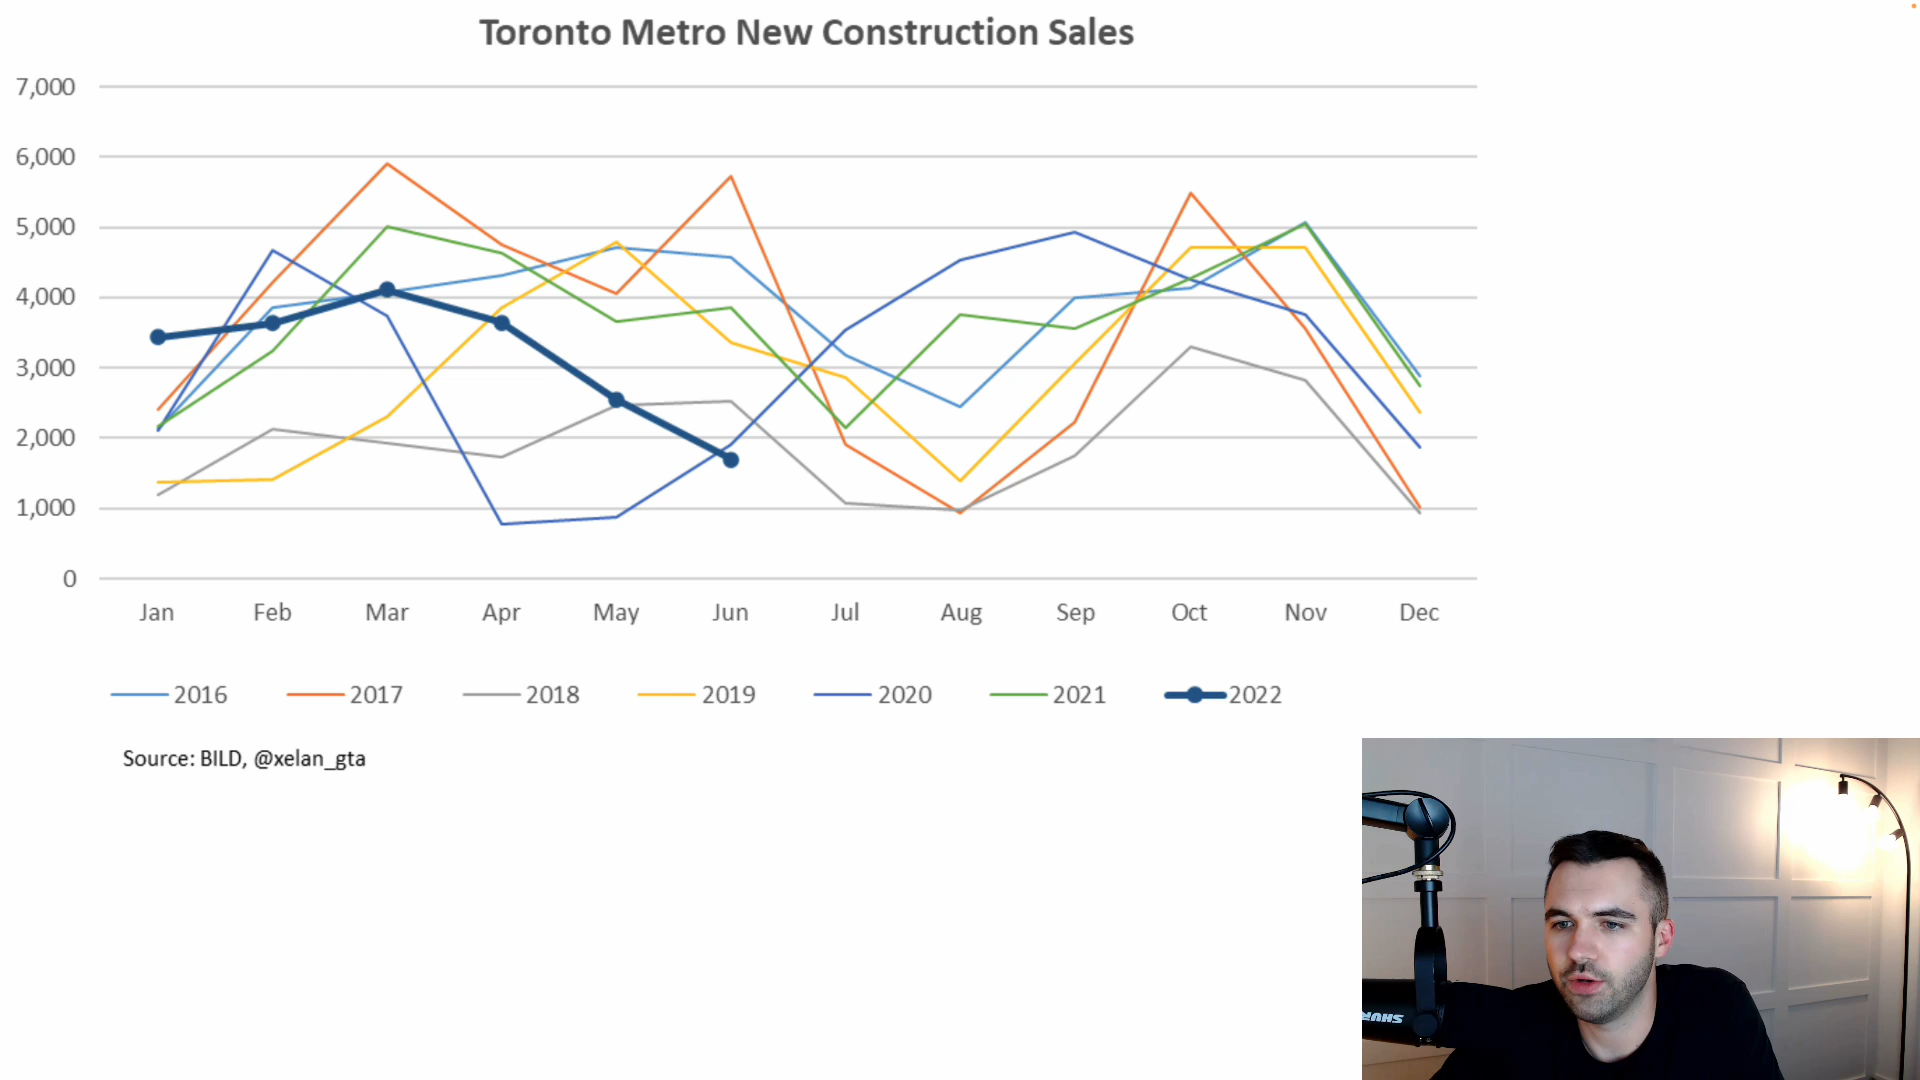 Toronto Metro New Construction Sales
7,000
6,000
5,000
4,000
3,000
2,000
1,000
0
Jan Feb Mar Apr May Jun Jul Aug Sep Oct Nov Dec
2016 2017 2018 2019 2020 2021 2022
Source: BILD, @xelan_gta
SHURE